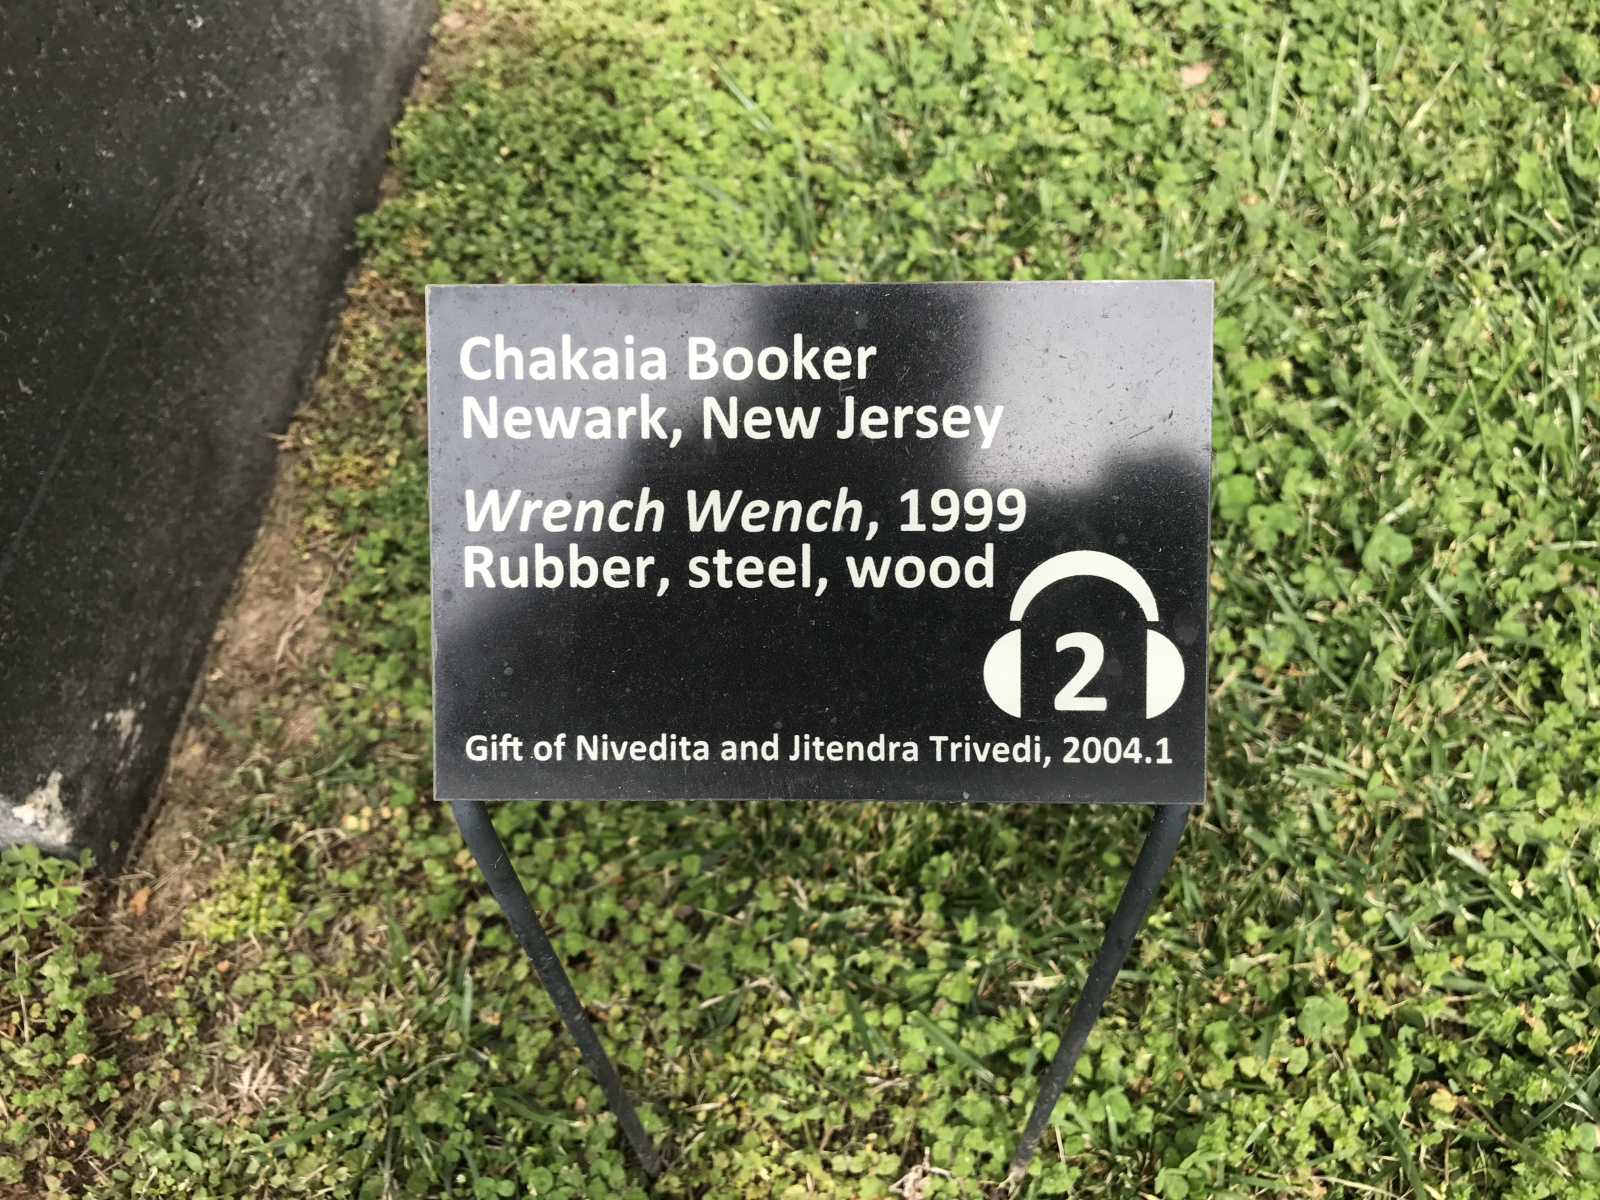 Chakaia Booker
Newark, New Jersey
Wrench Wench, 1999
Rubber, steel, wood
2
Gift of Nivedita and Jitendra Trivedi, 2004.1